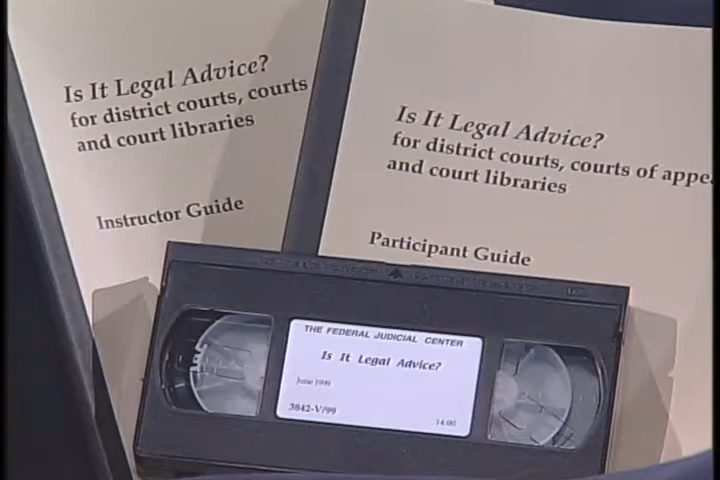 Is It Legal Advice?
for district courts, courts
and court libraries
Instructor Guide
Is It Legal Advice?
for district courts, courts of appe
and court libraries
Participant Guide
THE FEDERAL JUDICIAL CENTER
Is It Legal Advice?
June 1999
3842-V/99
14:00